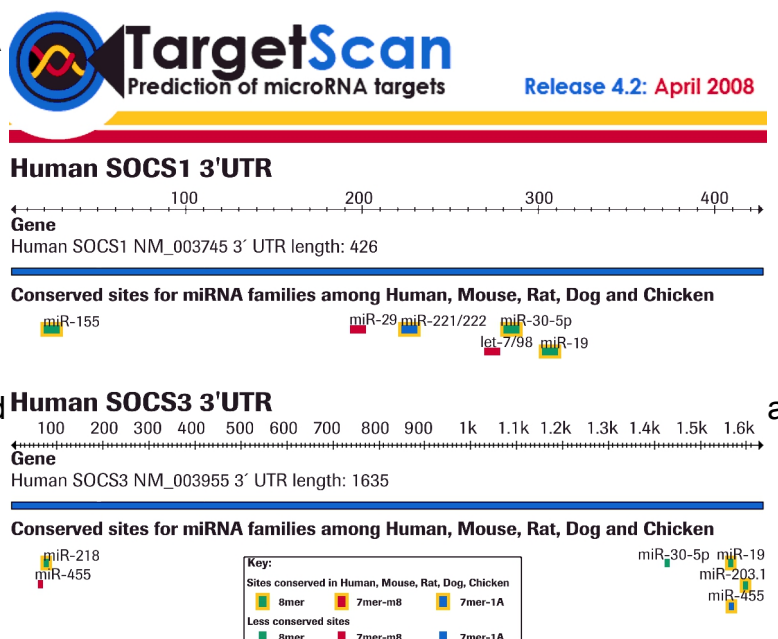 TargetScan
Prediction of microRNA targets
Release 4.2: April 2008
Human SOCS1 3'UTR
100 200 300 400
Gene
Human SOCS1 NM_003745 3´ UTR length: 426
Conserved sites for miRNA families among Human, Mouse, Rat, Dog and Chicken
miR-155 miR-29 miR-221/222 miR-30-5p
let-7/98 miR-19
d Human SOCS3 3'UTR a
100 200 300 400 500 600 700 800 900 1k 1.1k 1.2k 1.3k 1.4k 1.5k 1.6k
Gene
Human SOCS3 NM_003955 3´ UTR length: 1635
Conserved sites for miRNA families among Human, Mouse, Rat, Dog and Chicken
miR-218 miR-30-5p miR-19
miR-455 miR-203.1
miR-455
Key:
Sites conserved in Human, Mouse, Rat, Dog, Chicken
8mer 7mer-m8 7mer-1A
Less conserved sites
8mer 7mer-m8 7mer-1A